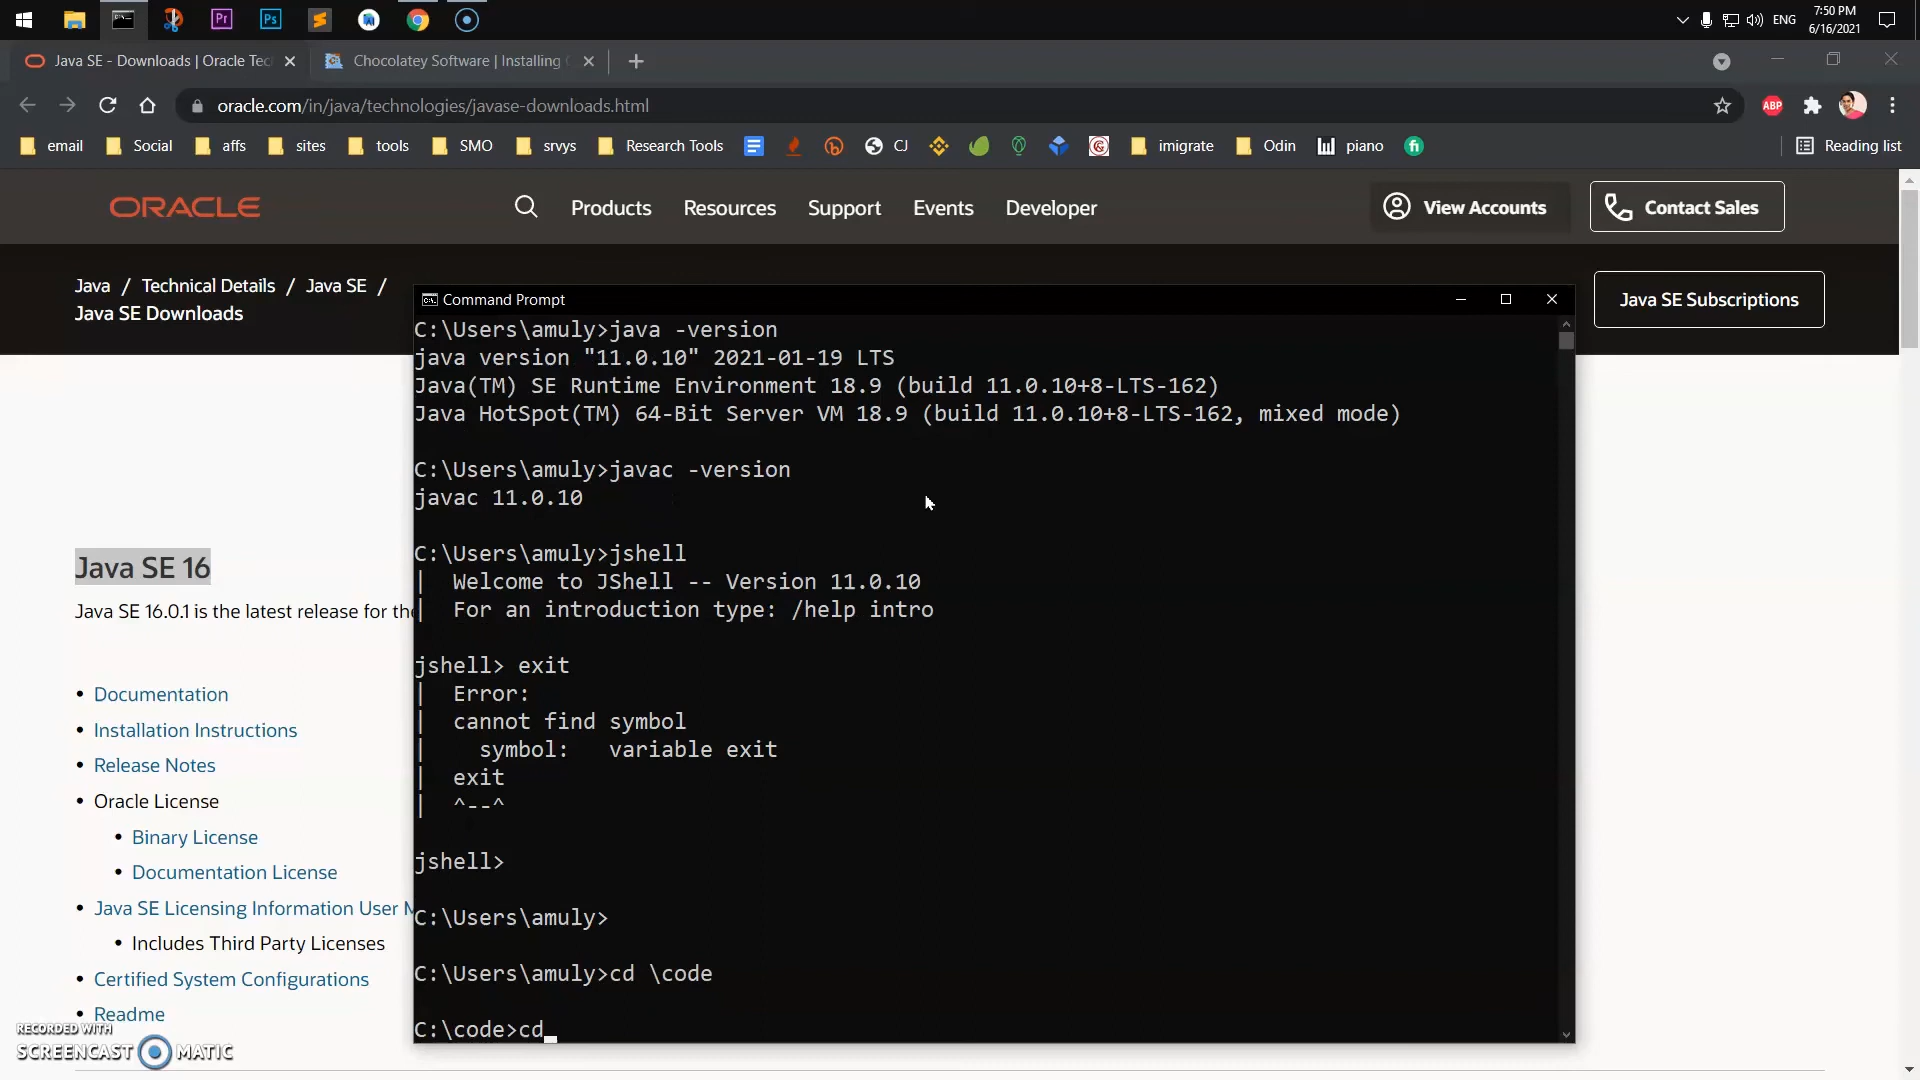 Pr
Ps
ENG
7:50 PM
6/16/2021
Java SE - Downloads | Oracle Tec
Chocolatey Software | Installing
oracle.com/in/java/technologies/javase-downloads.html
ABP
email
Social
affs
sites
tools
SMO
srvys
Research Tools
CJ
imigrate
Odin
piano
fi
Reading list
ORACLE
Products
Resources
Support
Events
Developer
View Accounts
Contact Sales
Java / Technical Details / Java SE /
Java SE Downloads
Java SE Subscriptions
Java SE 16
Java SE 16.0.1 is the latest release for the
• Documentation
• Installation Instructions
• Release Notes
• Oracle License
• Binary License
• Documentation License
• Java SE Licensing Information User M
• Includes Third Party Licenses
• Certified System Configurations
• Readme
Command Prompt
C:\Users\amuly>java -version
java version "11.0.10" 2021-01-19 LTS
Java(TM) SE Runtime Environment 18.9 (build 11.0.10+8-LTS-162)
Java HotSpot(TM) 64-Bit Server VM 18.9 (build 11.0.10+8-LTS-162, mixed mode)
C:\Users\amuly>javac -version
javac 11.0.10
C:\Users\amuly>jshell
|  Welcome to JShell -- Version 11.0.10
|  For an introduction type: /help intro
jshell> exit
|  Error:
|  cannot find symbol
|    symbol:   variable exit
|  exit
|  ^--^
jshell>
C:\Users\amuly>
C:\Users\amuly>cd \code
C:\code>cd_
RECORDED WITH
SCREENCAST MATIC